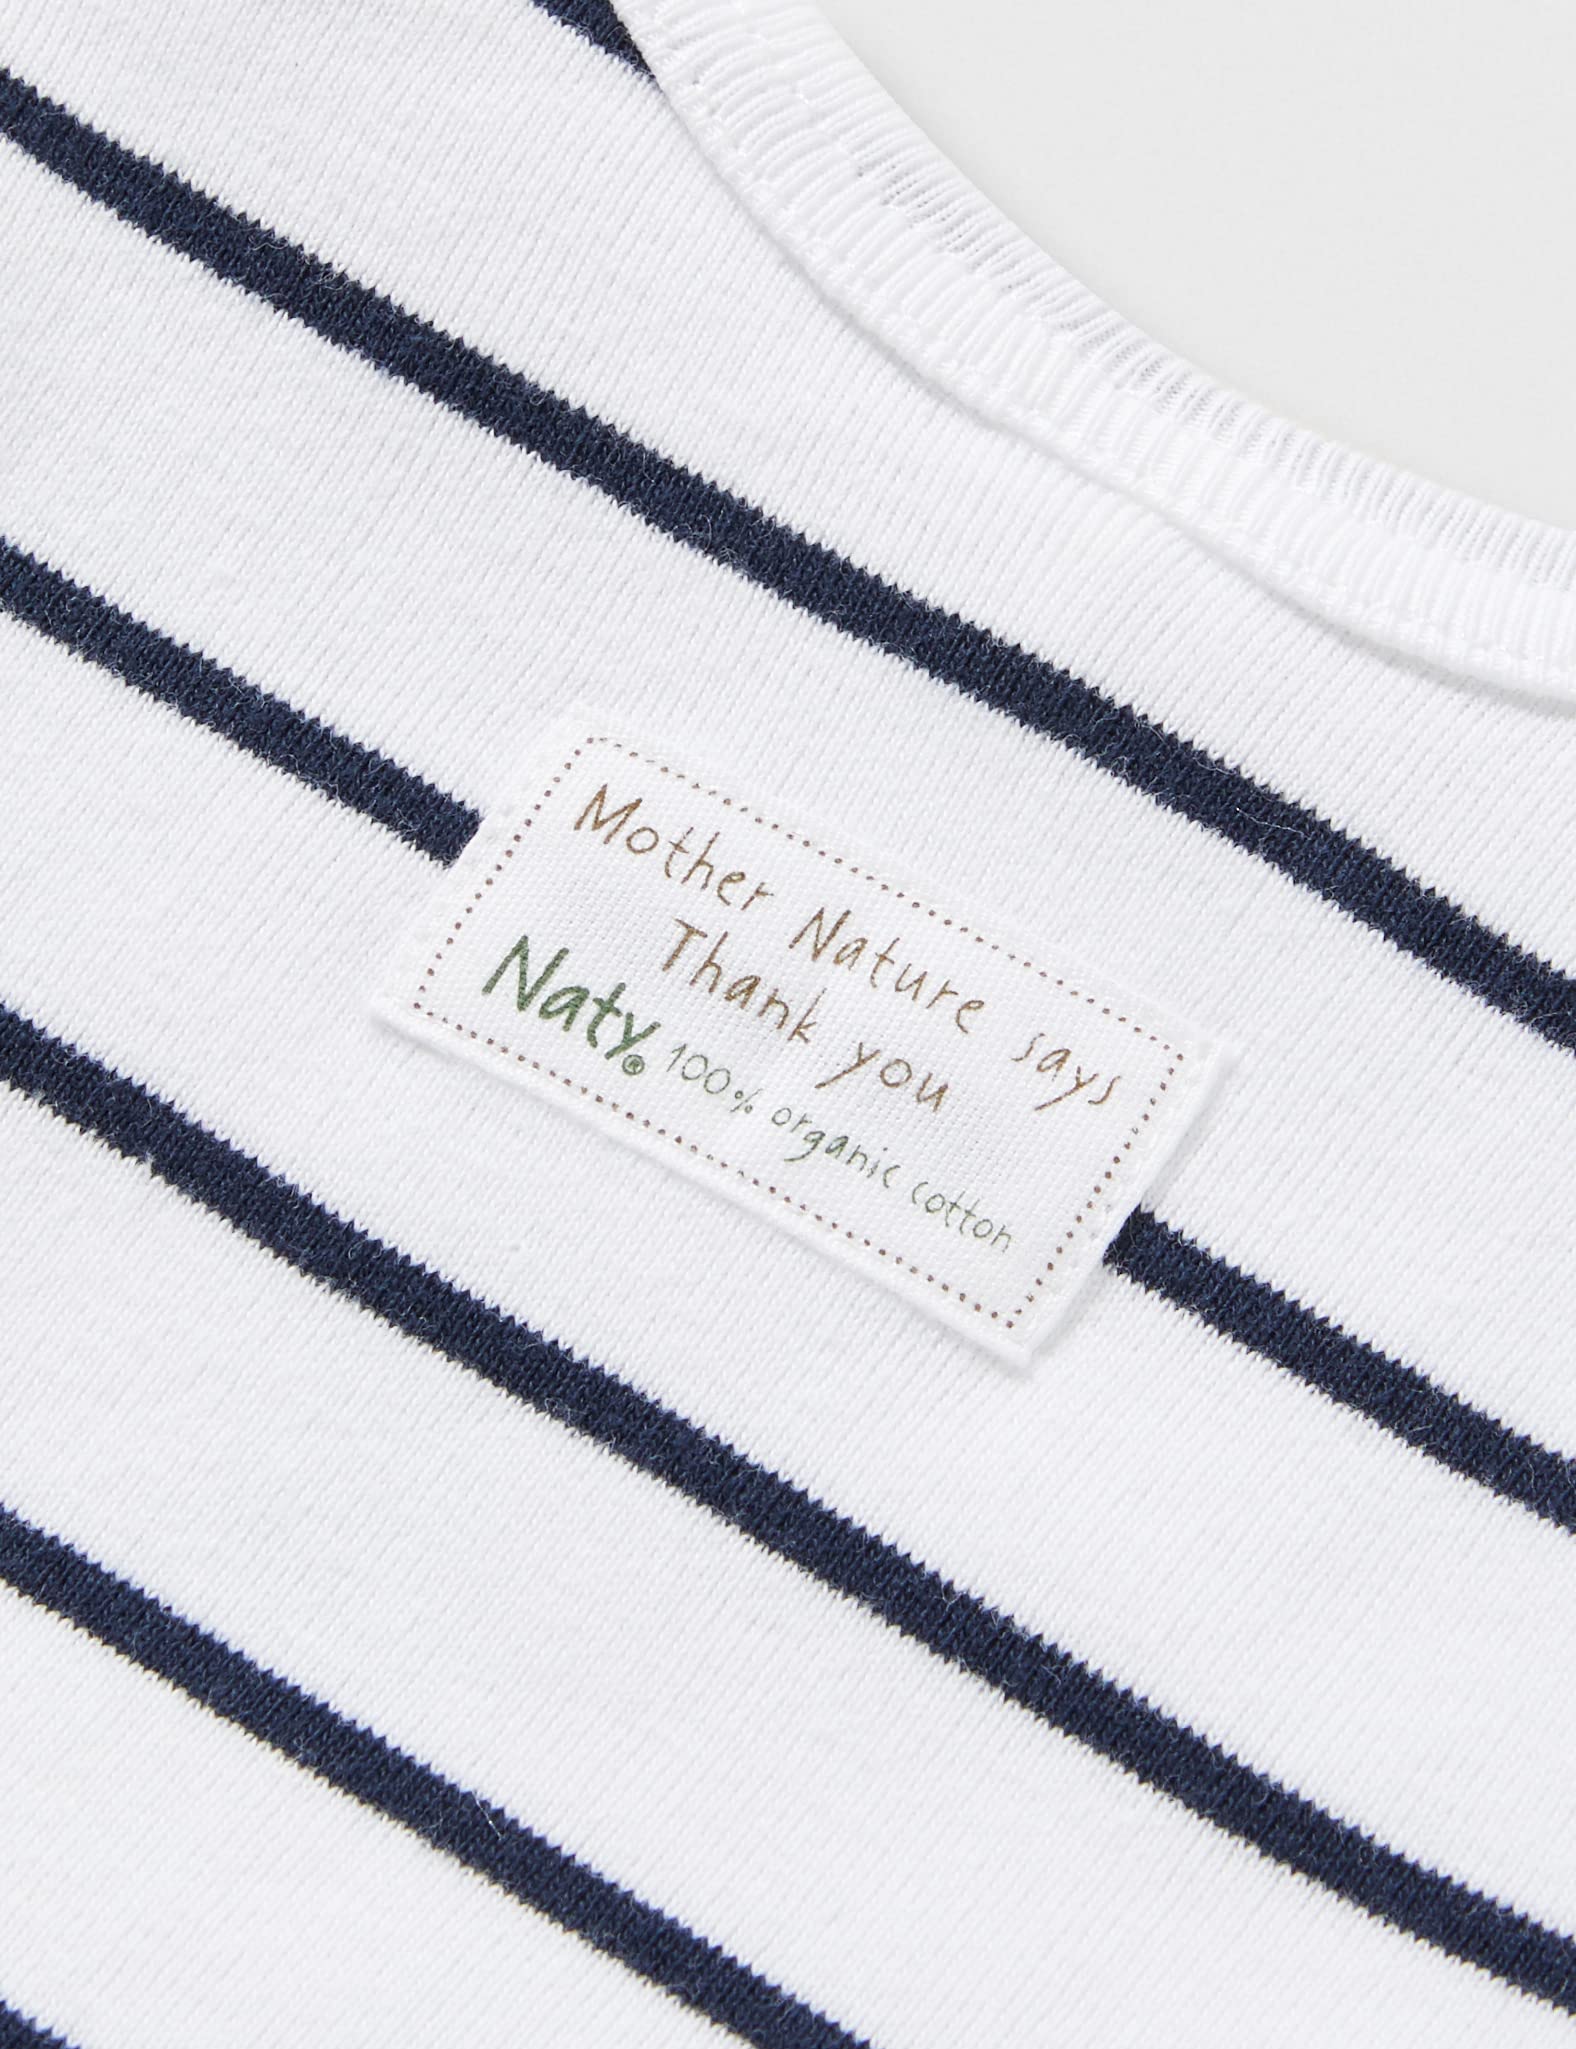 Mother Nature says
Thank you
Naty® 100% organic cotton